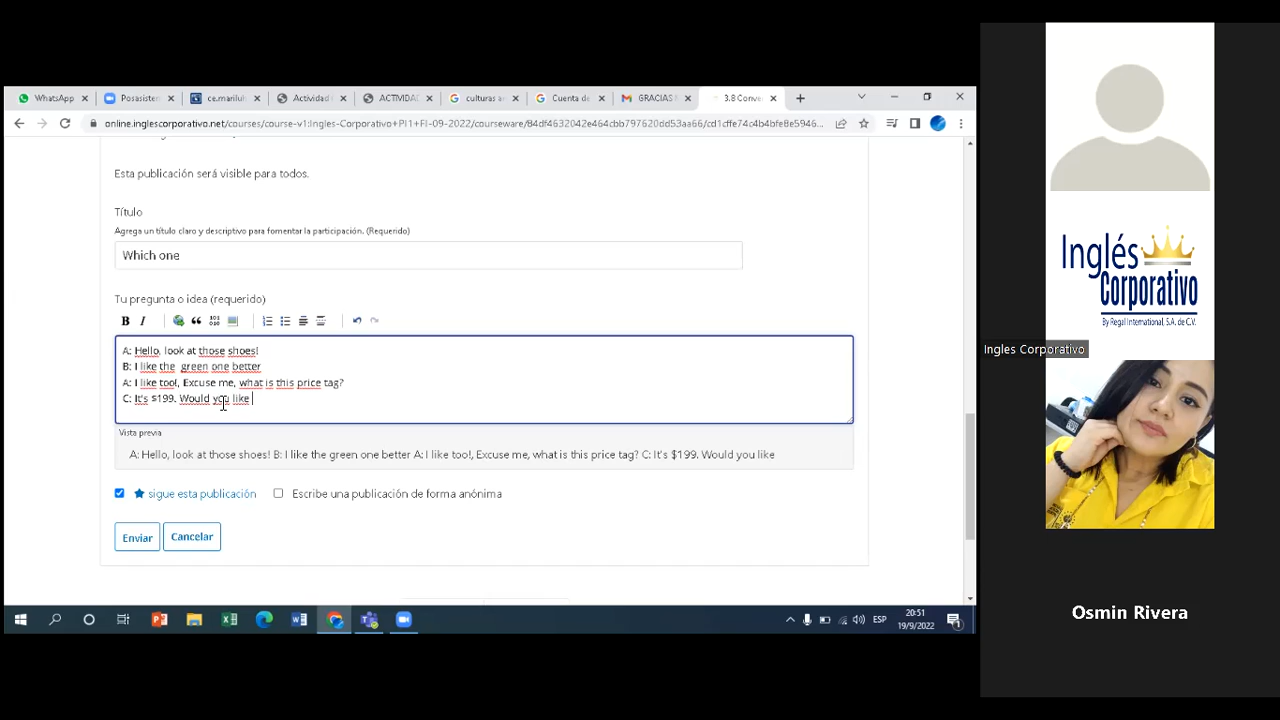 WhatsApp
Posasisten
ce.marilu
Actividad
ACTIVIDAD
culturas a
Cuenta de
GRACIAS
3.8 Conve
online.inglescorporativo.net/courses/course-v1:Ingles-Corporativo+PI1+FI-09-2022/courseware/84df4632042e464cbb797620dd53aa66/cd1cffe74c4b4bfe8e5946...
Esta publicación será visible para todos.
Título
Agrega un título claro y descriptivo para fomentar la participación. (Requerido)
Which one
Tu pregunta o idea (requerido)
B I
A: Hello, look at those shoes!
B: I like the green one better
A: I like too!, Excuse me, what is this price tag?
C: It's $199. Would you like
Vista previa
A: Hello, look at those shoes! B: I like the green one better A: I like too!, Excuse me, what is this price tag? C: It's $199. Would you like
sigue esta publicación
Escribe una publicación de forma anónima
Enviar
Cancelar
ESP
20:51
19/9/2022
Inglés
Corporativo
By Regal International, S.A. de C.V.
Ingles Corporativo
Osmin Rivera